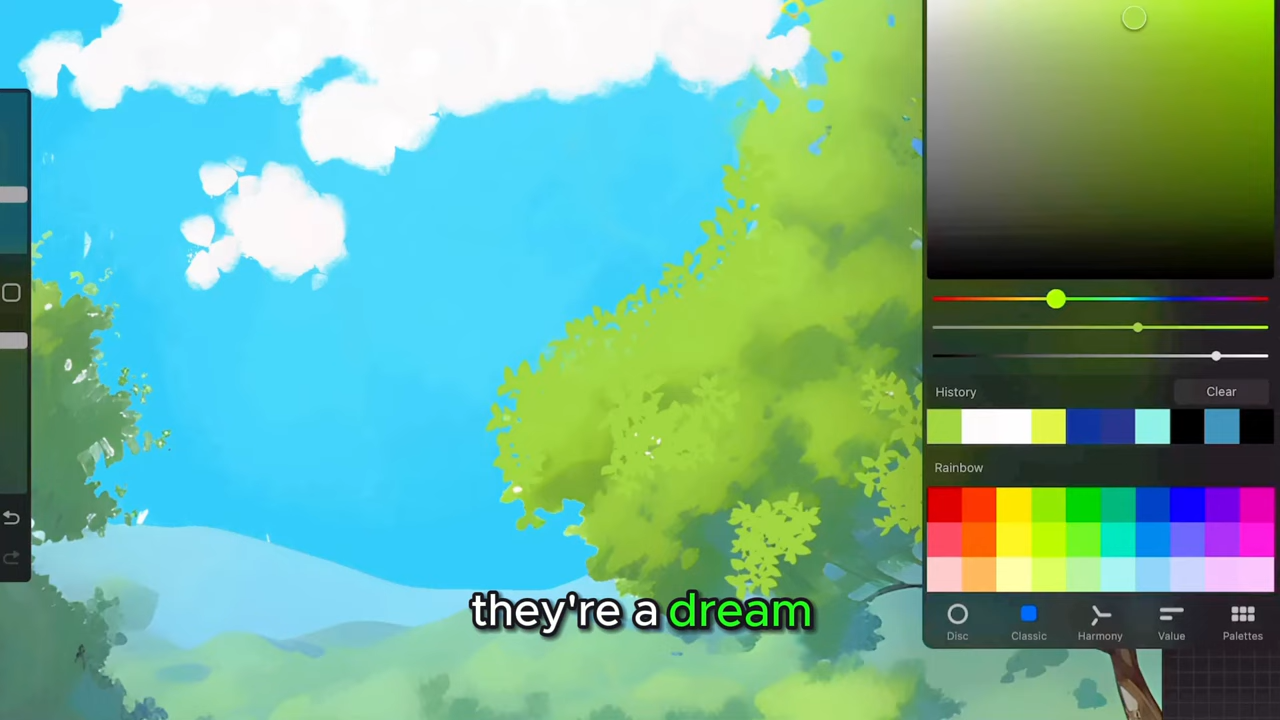 History
Clear
Rainbow
they're a dream
Disc
Classic
Harmony
Value
Palettes